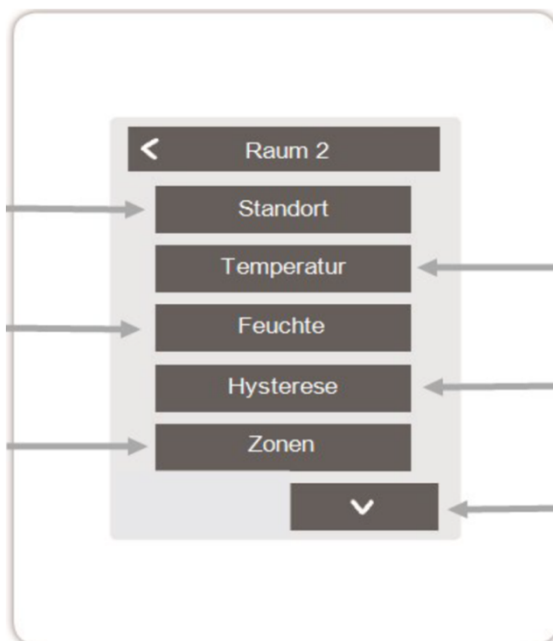 Raum 2
Standort
Temperatur
Feuchte
Hysterese
Zonen